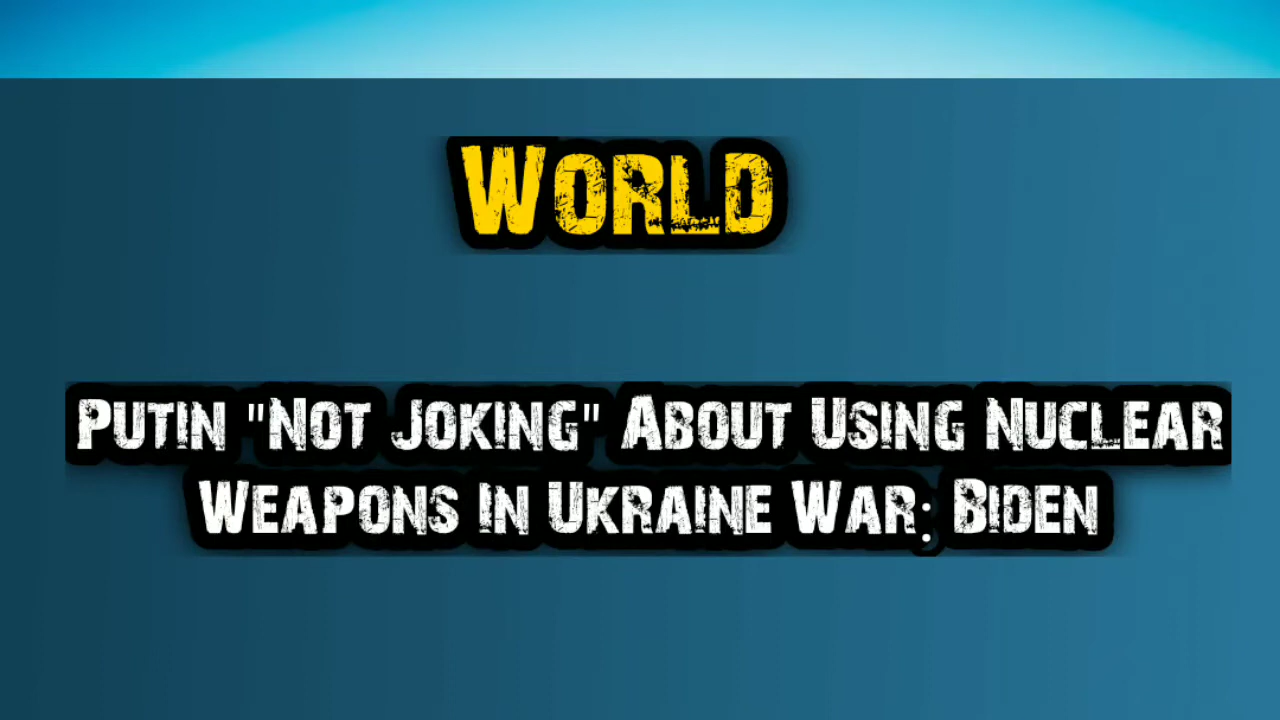 World
Putin "Not Joking" About Using Nuclear
Weapons In Ukraine War: Biden